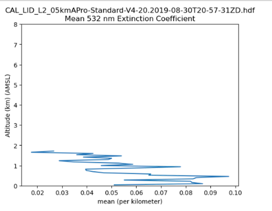 CAL_LID_L2_05kmAPro-Standard-V4-20.2019-08-30T20-57-31ZD.hdf
Mean 532 nm Extinction Coefficient
8
7
6
5
4
3
2
1
0
Altitude (km) (AMSL)
0.02 0.03 0.04 0.05 0.06 0.07 0.08 0.09 0.10
mean (per kilometer)